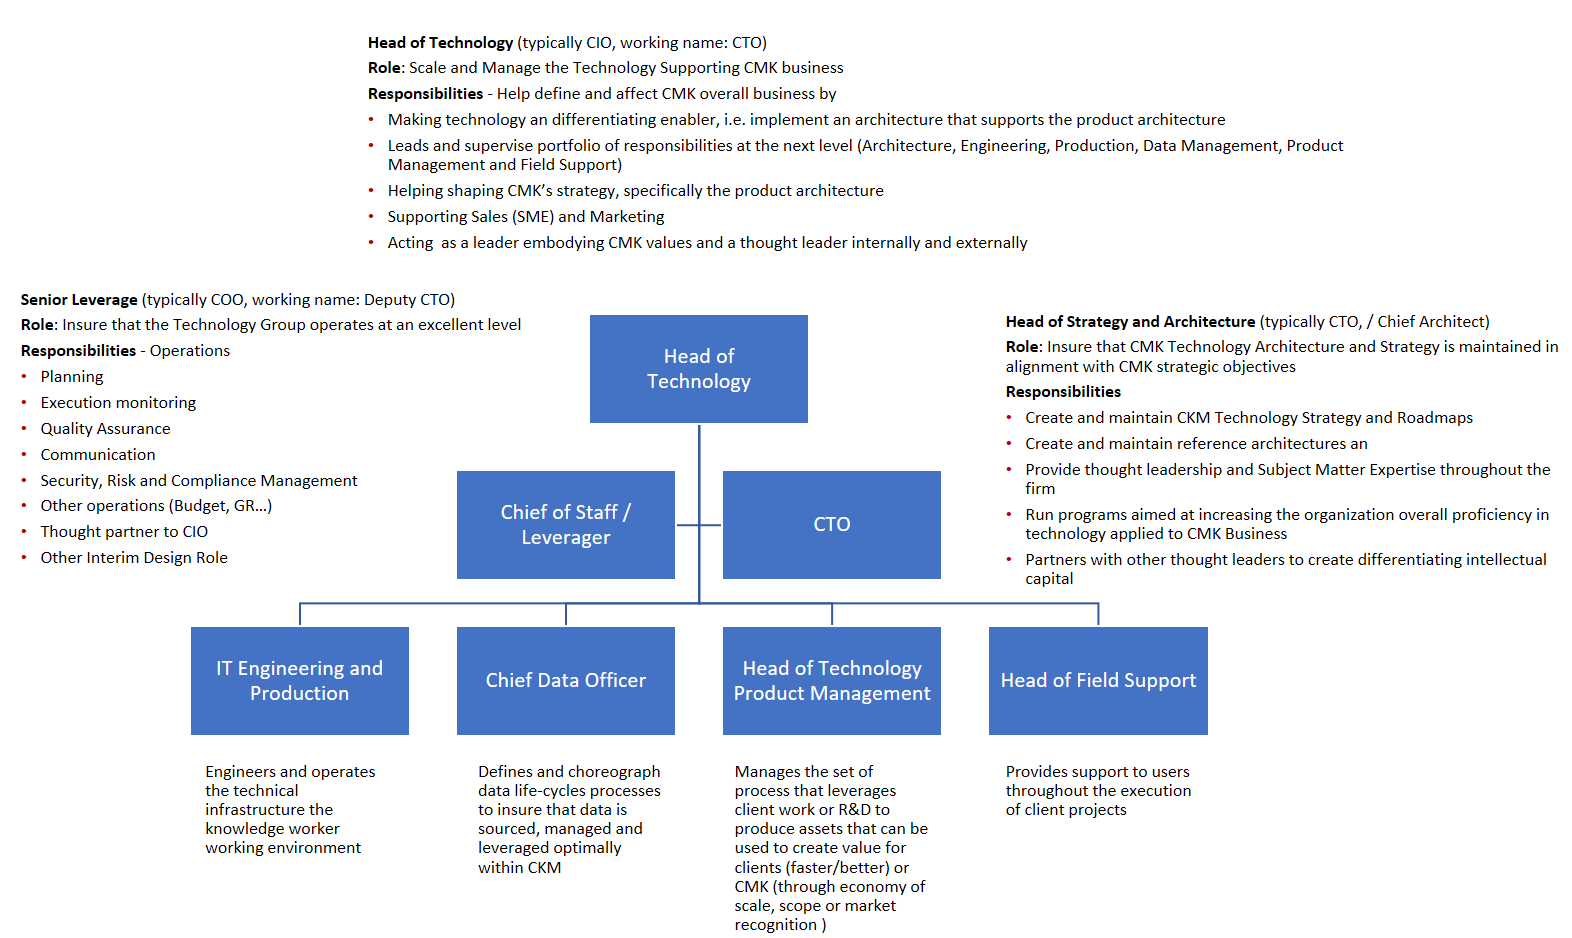 Head of Technology (typically CIO, working name: CTO)
Role: Scale and Manage the Technology Supporting CMK business
Responsibilities - Help define and affect CMK overall business by
• Making technology an differentiating enabler, i.e. implement an architecture that supports the product architecture
• Leads and supervise portfolio of responsibilities at the next level (Architecture, Engineering, Production, Data Management, Product
Management and Field Support)
• Helping shaping CMK's strategy, specifically the product architecture
• Supporting Sales (SME) and Marketing
• Acting  as a leader embodying CMK values and a thought leader internally and externally
Senior Leverage (typically COO, working name: Deputy CTO)
Role: Insure that the Technology Group operates at an excellent level
Responsibilities - Operations
• Planning
• Execution monitoring
• Quality Assurance
• Communication
• Security, Risk and Compliance Management
• Other operations (Budget, GR...)
• Thought partner to CIO
• Other Interim Design Role
Head of
Technology
Head of Strategy and Architecture (typically CTO, / Chief Architect)
Role: Insure that CMK Technology Architecture and Strategy is maintained in
alignment with CMK strategic objectives
Responsibilities
• Create and maintain CKM Technology Strategy and Roadmaps
• Create and maintain reference architectures an
• Provide thought leadership and Subject Matter Expertise throughout the
firm
• Run programs aimed at increasing the organization overall proficiency in
technology applied to CMK Business
• Partners with other thought leaders to create differentiating intellectual
capital
Chief of Staff /
Leverager
CTO
IT Engineering and
Production
Chief Data Officer
Head of Technology
Product Management
Head of Field Support
Engineers and operates
the technical
infrastructure the
knowledge worker
working environment
Defines and choreograph
data life-cycles processes
to insure that data is
sourced, managed and
leveraged optimally
within CKM
Manages the set of
process that leverages
client work or R&D to
produce assets that can be
used to create value for
clients (faster/better) or
CMK (through economy of
scale, scope or market
recognition )
Provides support to users
throughout the execution
of client projects